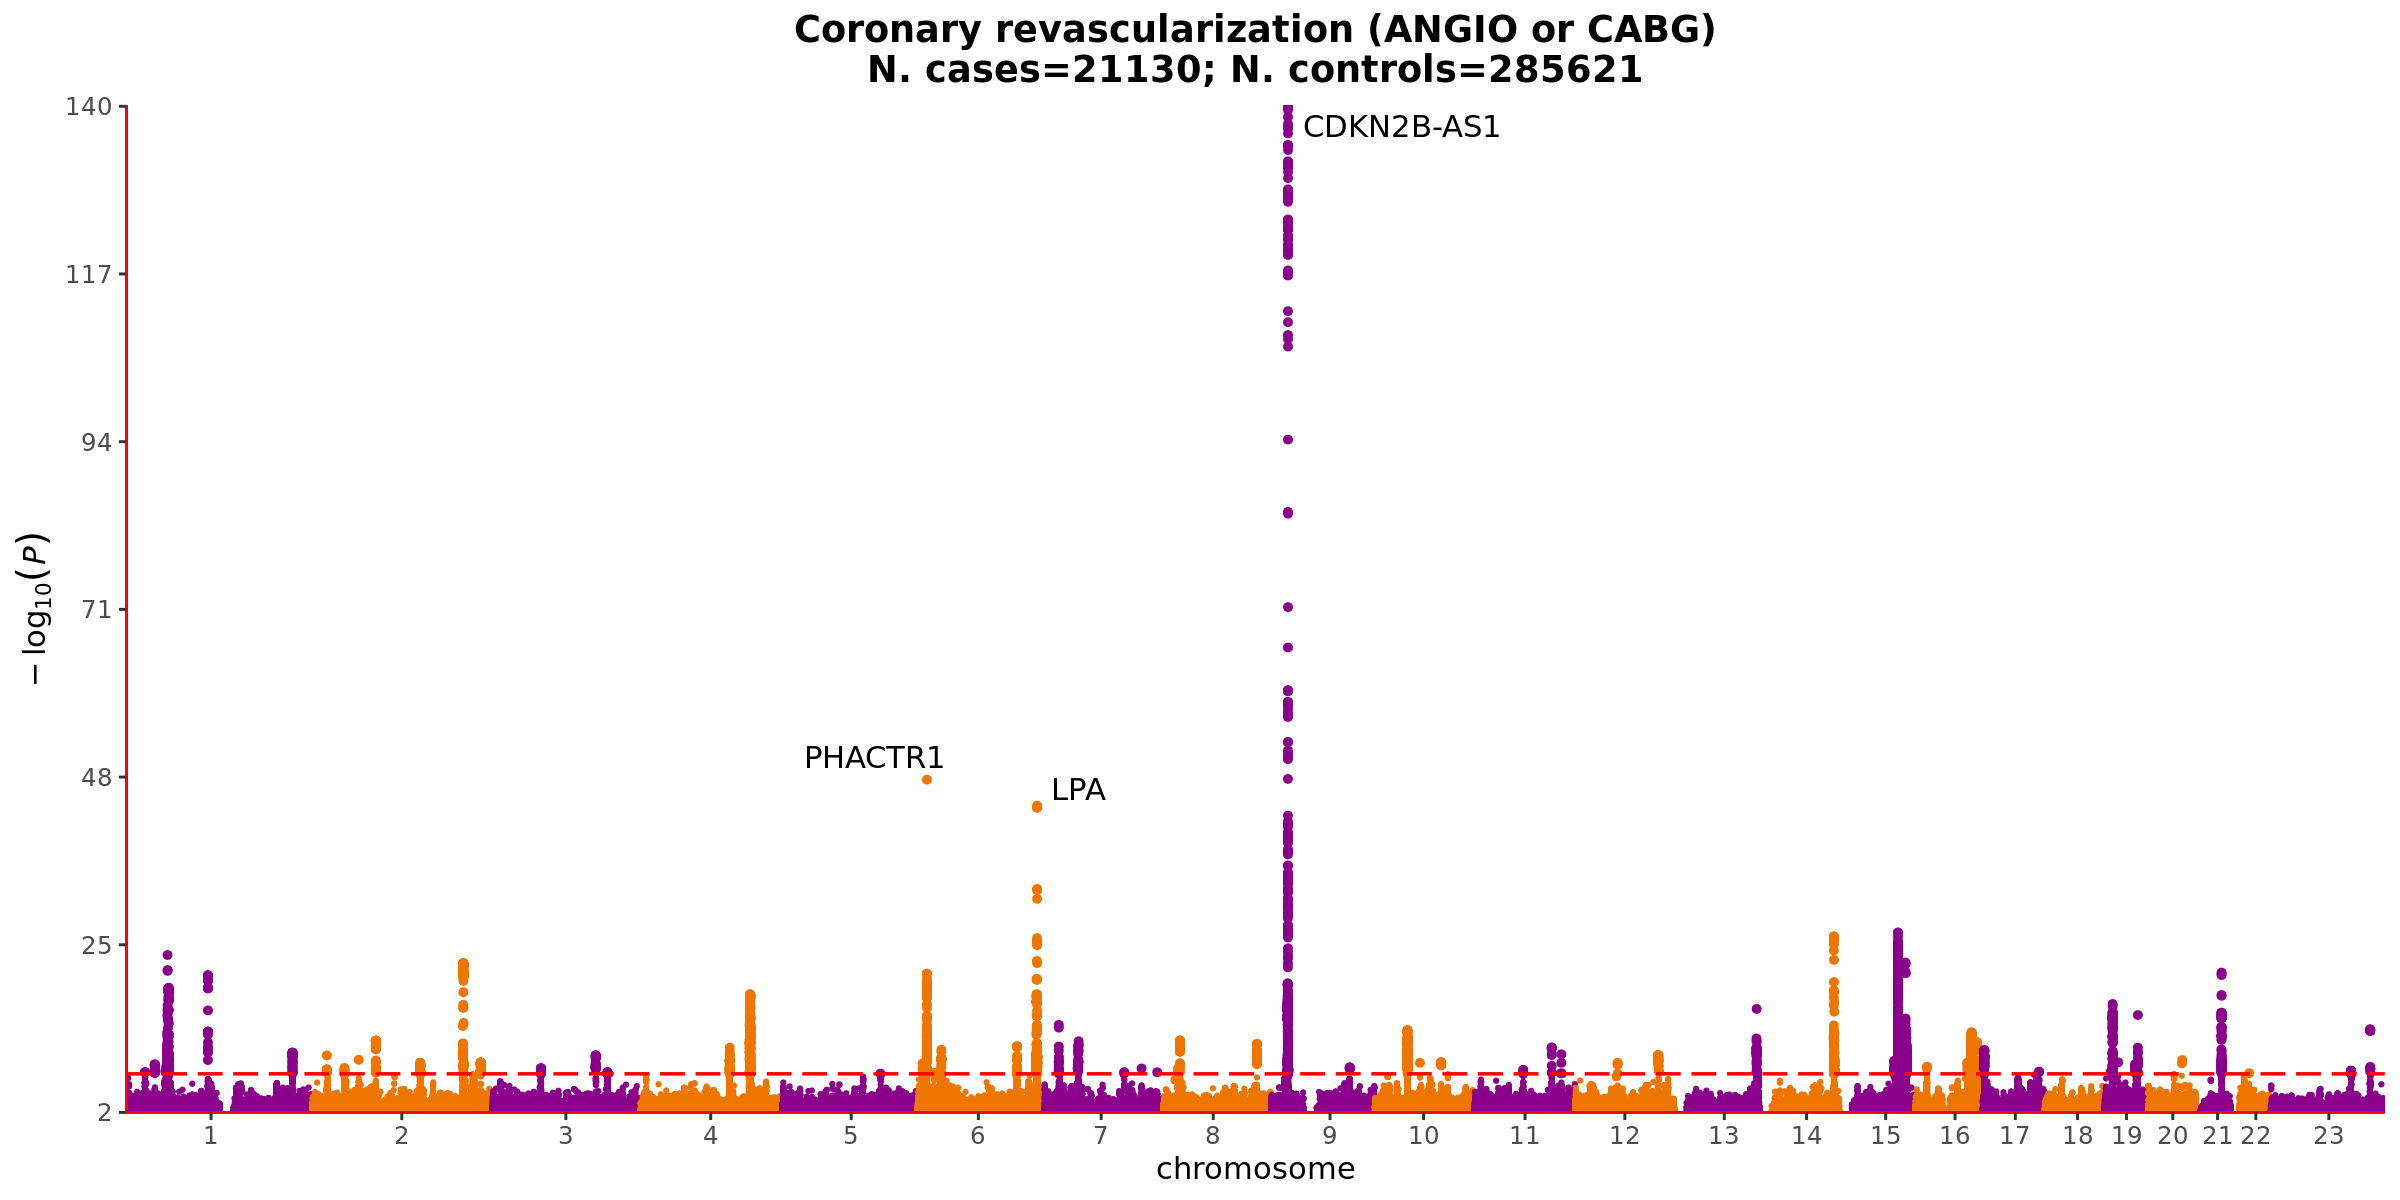 Coronary revascularization (ANGIO or CABG)
N. cases=21130; N. controls=285621
140
117
94
71
48
25
2
−log10(P)
CDKN2B-AS1
PHACTR1
LPA
1 2 3 4 5 6 7 8 9 10 11 12 13 14 15 16 17 18 19 20 21 22 23
chromosome